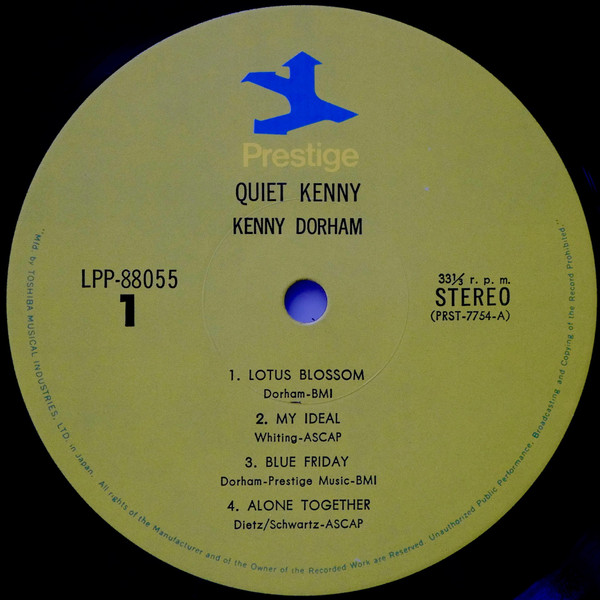 Prestige
QUIET KENNY
KENNY DORHAM
LPP-88055
1
33⅓ r. p. m.
STEREO
(PRST-7754-A)
1. LOTUS BLOSSOM
Dorham-BMI
2. MY IDEAL
Whiting-ASCAP
3. BLUE FRIDAY
Dorham-Prestige Music-BMI
4. ALONE TOGETHER
Dietz/Schwartz-ASCAP
"Mfd. by TOSHIBA MUSICAL INDUSTRIES, LTD. in Japan. All rights of the Manufacturer and of the Owner of the Recorded Work are Reserved. Unauthorized Public Performance, Broadcasting and Copying of the Record Prohibited."